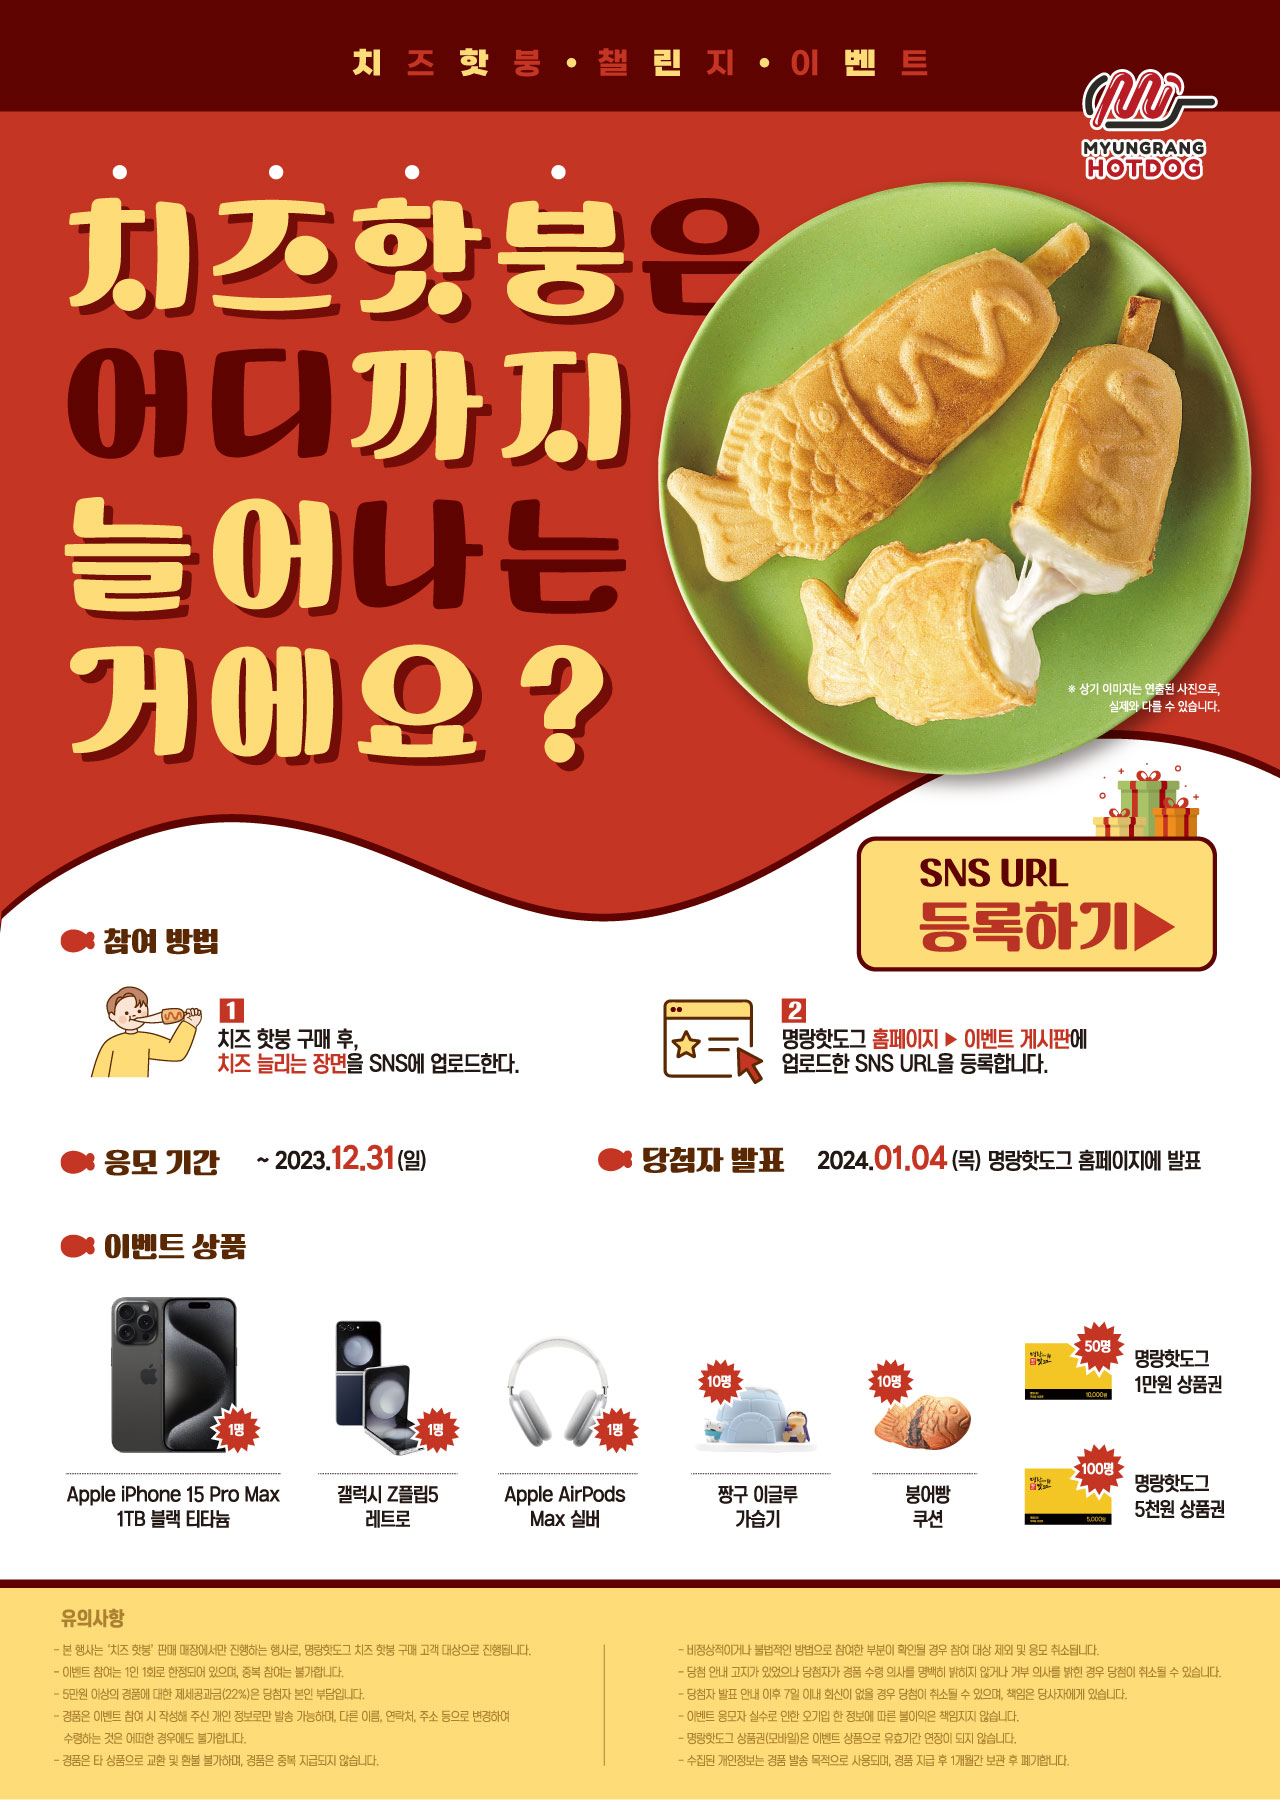 치즈핫붕·챌린지·이벤트
MYUNGRANG
HOTDOG
치즈핫붕은
어디까지
늘어나는
거에요?
※ 상기 이미지는 연출된 사진으로,
실제와 다를 수 있습니다.
SNS URL
등록하기▶
참여 방법
1
치즈 핫붕 구매 후,
치즈 늘리는 장면을 SNS에 업로드한다.
2
명랑핫도그 홈페이지 ▶ 이벤트 게시판에
업로드한 SNS URL을 등록합니다.
응모 기간
~ 2023.12.31(일)
당첨자 발표
2024.01.04(목) 명랑핫도그 홈페이지에 발표
이벤트 상품
1명
Apple iPhone 15 Pro Max
1TB 블랙 티타늄
1명
갤럭시 Z플립5
레트로
1명
Apple AirPods
Max 실버
10명
짱구 이글루
가습기
10명
붕어빵
쿠션
50명
10,000원
명랑핫도그
1만원 상품권
100명
5,000원
명랑핫도그
5천원 상품권
유의사항
- 본 행사는 '치즈 핫붕' 판매 매장에서만 진행하는 행사로, 명랑핫도그 치즈 핫붕 구매 고객 대상으로 진행됩니다.
- 이벤트 참여는 1인 1회로 한정되어 있으며, 중복 참여는 불가합니다.
- 5만원 이상의 경품에 대한 제세공과금(22%)은 당첨자 본인 부담입니다.
- 경품은 이벤트 참여 시 작성해 주신 개인 정보로만 발송 가능하며, 다른 이름, 연락처, 주소 등으로 변경하여
수령하는 것은 어떠한 경우에도 불가합니다.
- 경품은 타 상품으로 교환 및 환불 불가하며, 경품은 중복 지급되지 않습니다.
- 비정상적이거나 불법적인 방법으로 참여한 부분이 확인될 경우 참여 대상 제외 및 응모 취소됩니다.
- 당첨 안내 고지가 있었으나 당첨자가 경품 수령 의사를 명백히 밝히지 않거나 거부 의사를 밝힌 경우 당첨이 취소될 수 있습니다.
- 당첨자 발표 안내 이후 7일 이내 회신이 없을 경우 당첨이 취소될 수 있으며, 책임은 당사자에게 있습니다.
- 이벤트 응모자 실수로 인한 오기입 한 정보에 따른 불이익은 책임지지 않습니다.
- 명랑핫도그 상품권(모바일)은 이벤트 상품으로 유효기간 연장이 되지 않습니다.
- 수집된 개인정보는 경품 발송 목적으로 사용되며, 경품 지급 후 1개월간 보관 후 폐기합니다.